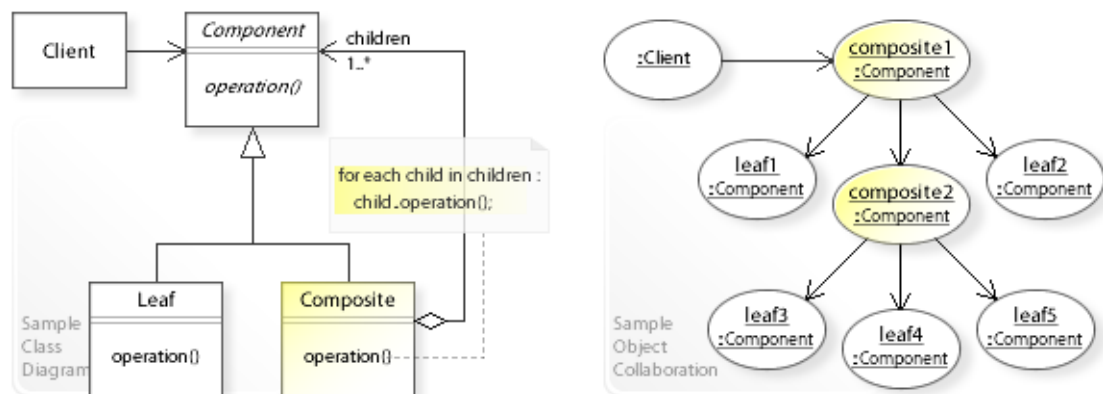 Client
Component
operation()
children
1..*
for each child in children :
child.operation();
Leaf
operation()
Composite
operation()
Sample
Class
Diagram
:Client
composite1
:Component
leaf1
:Component
composite2
:Component
leaf2
:Component
leaf3
:Component
leaf4
:Component
leaf5
:Component
Sample
Object
Collaboration